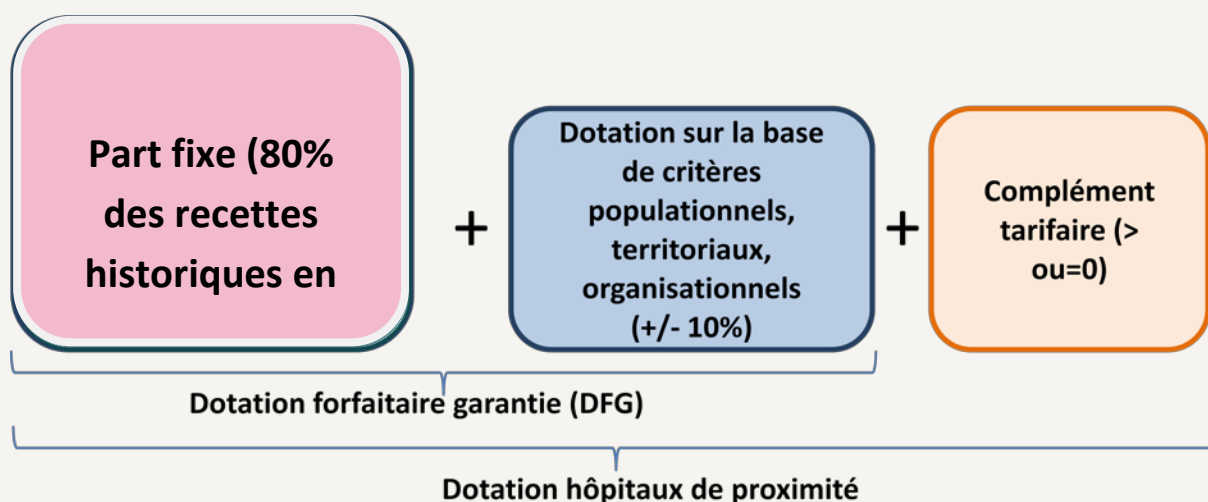 Part fixe (80%
des recettes
historiques en
+
Dotation sur la base
de critères
populationnels,
territoriaux,
organisationnels
(+/- 10%)
+
Complément
tarifaire (>
ou=0)
Dotation forfaitaire garantie (DFG)
Dotation hôpitaux de proximité